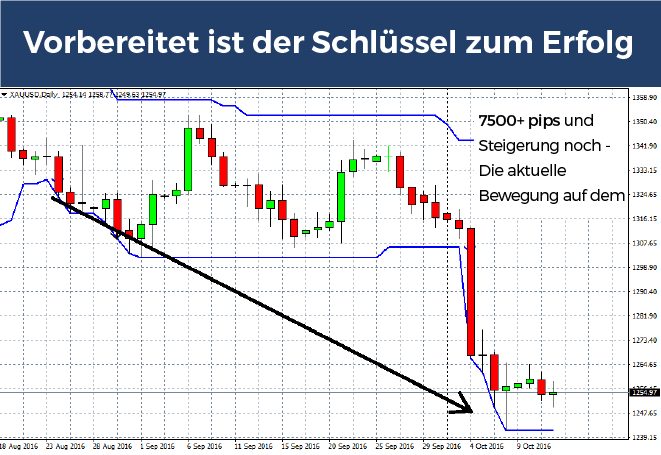 Vorbereitet ist der Schlüssel zum Erfolg
XAUUSD,Daily 1254.14 1258.77 1249.63 1254.97
7500+ pips und
Steigerung noch -
Die aktuelle
Bewegung auf dem
1358.90
1350.40
1341.90
1333.15
1324.65
1316.15
1307.65
1298.90
1290.40
1281.90
1273.40
1264.65
1254.97
1247.65
1239.15
18 Aug 2016 23 Aug 2016 28 Aug 2016 1 Sep 2016 6 Sep 2016 11 Sep 2016 15 Sep 2016 20 Sep 2016 25 Sep 2016 29 Sep 2016 4 Oct 2016 9 Oct 2016